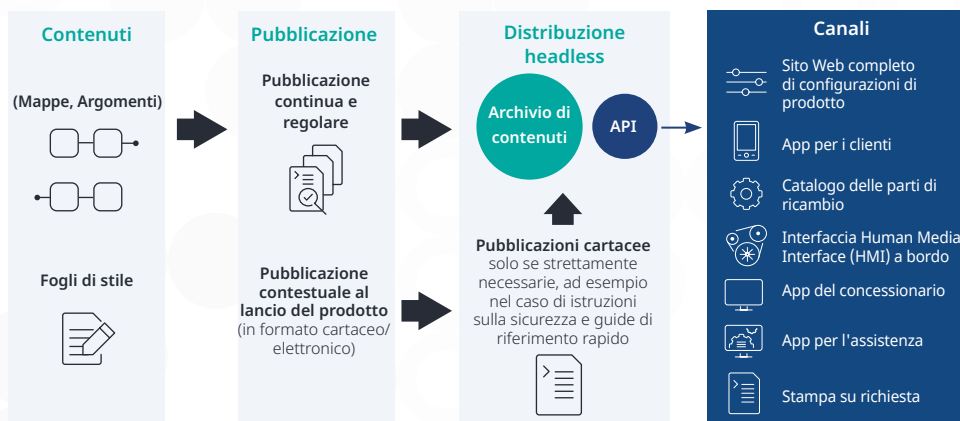 Contenuti
(Mappe, Argomenti)
Fogli di stile
Pubblicazione
Pubblicazione
continua e
regolare
Pubblicazione
contestuale al
lancio del prodotto
(in formato cartaceo/
elettronico)
Distribuzione
headless
Archivio di
contenuti
API
Pubblicazioni cartacee
solo se strettamente
necessarie, ad esempio
nel caso di istruzioni
sulla sicurezza e guide di
riferimento rapido
Canali
Sito Web completo
di configurazioni di
prodotto
App per i clienti
Catalogo delle parti di
ricambio
Interfaccia Human Media
Interface (HMI) a bordo
App del concessionario
App per l'assistenza
Stampa su richiesta